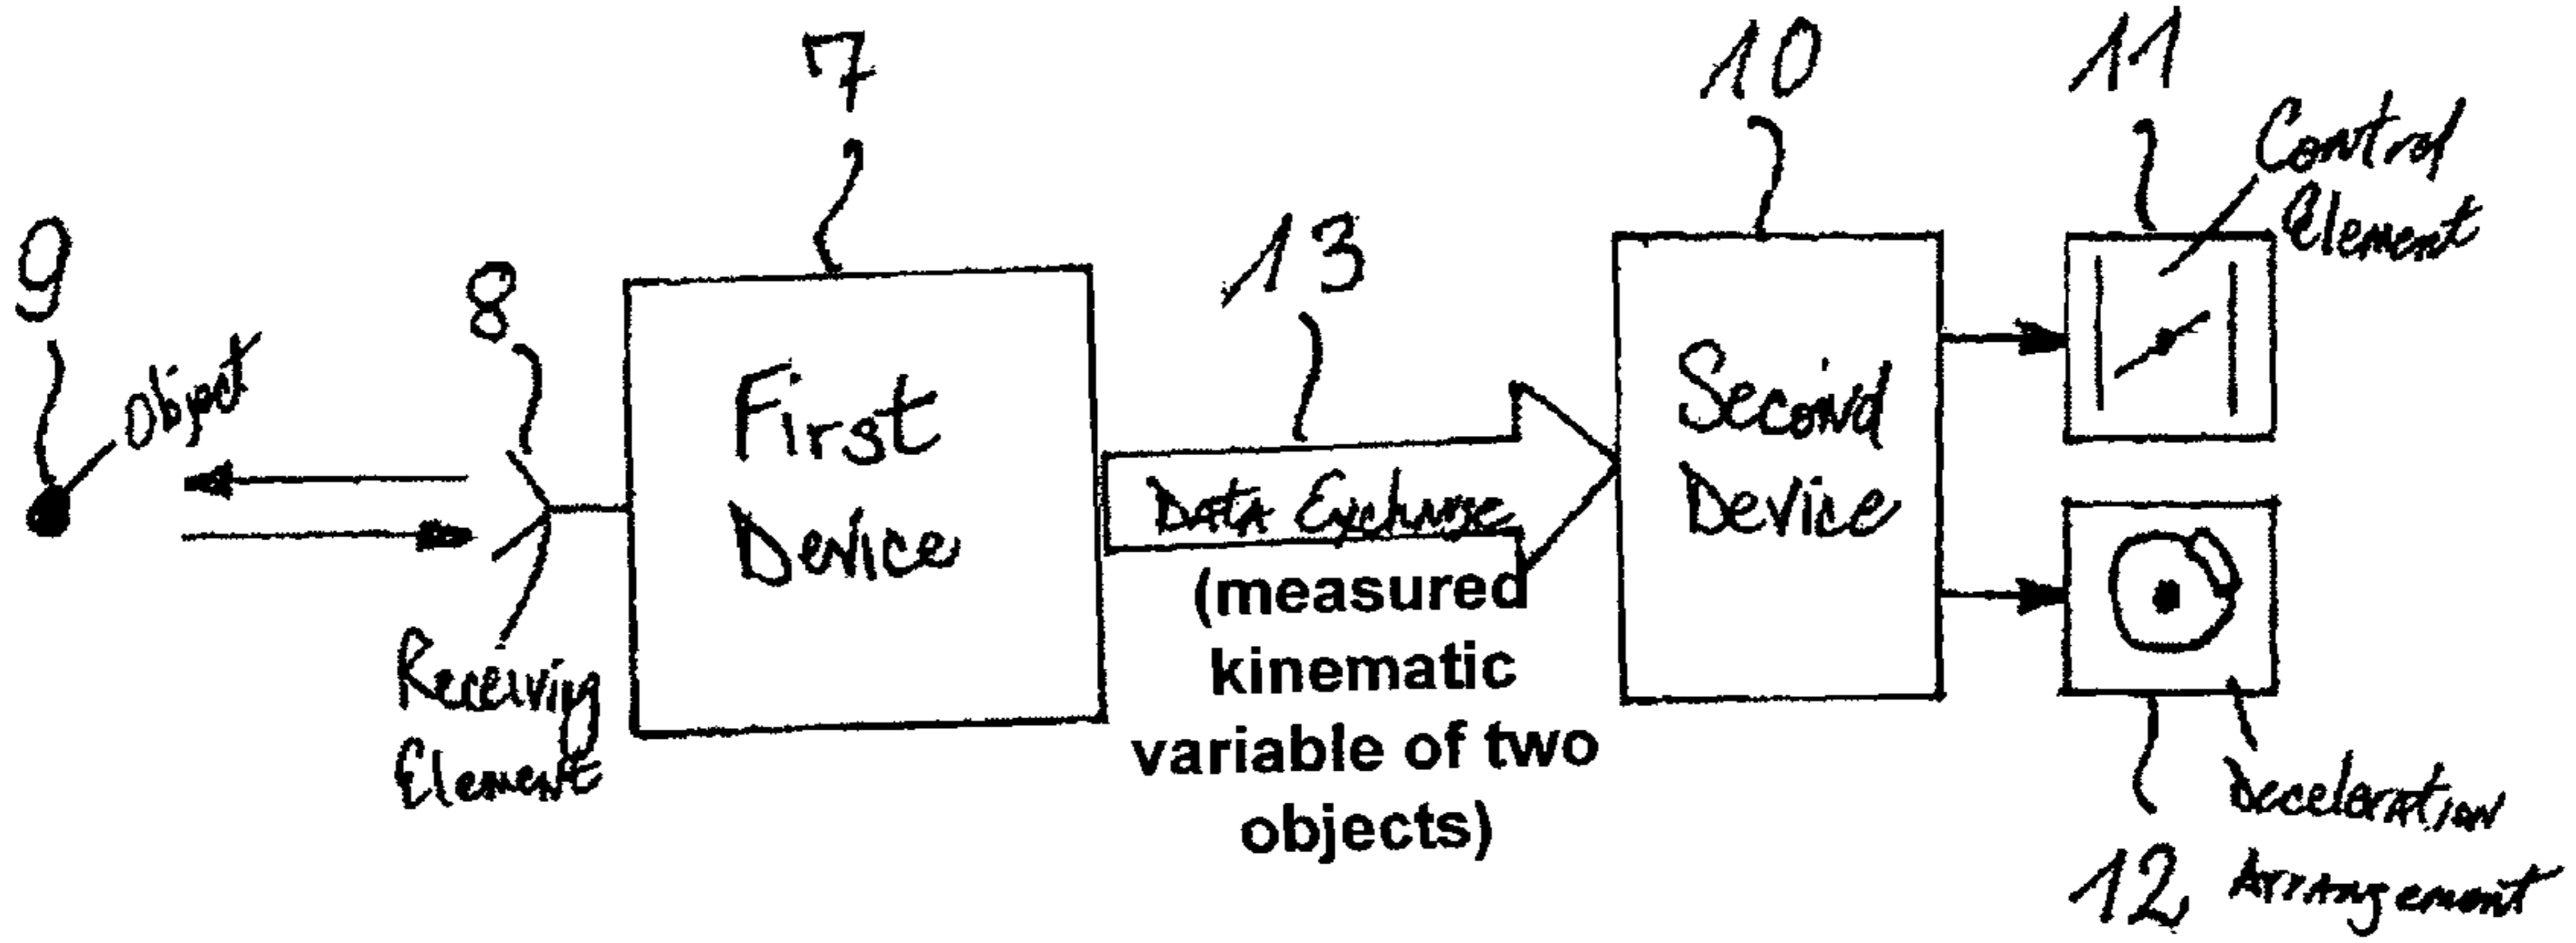 7
10
11
Control
Element
9
8
13
Object
First
Device
Second
Device
Data Exchange
(measured
kinematic
variable of two
objects)
Receiving
Element
Deceleration
Arrangement
12